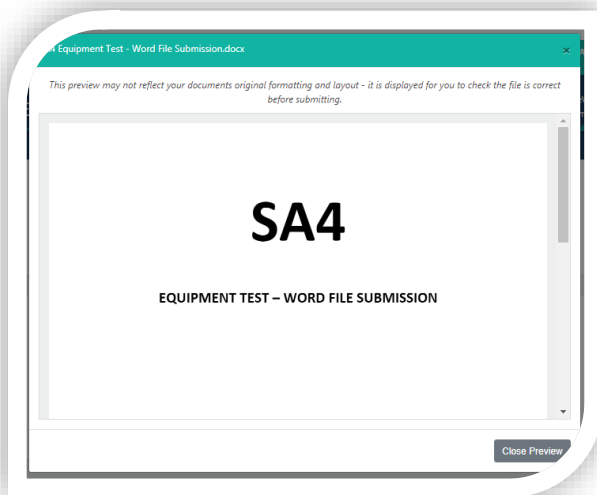 4 Equipment Test - Word File Submission.docx ×
This preview may not reflect your documents original formatting and layout - it is displayed for you to check the file is correct
before submitting.
SA4
EQUIPMENT TEST – WORD FILE SUBMISSION
Close Preview